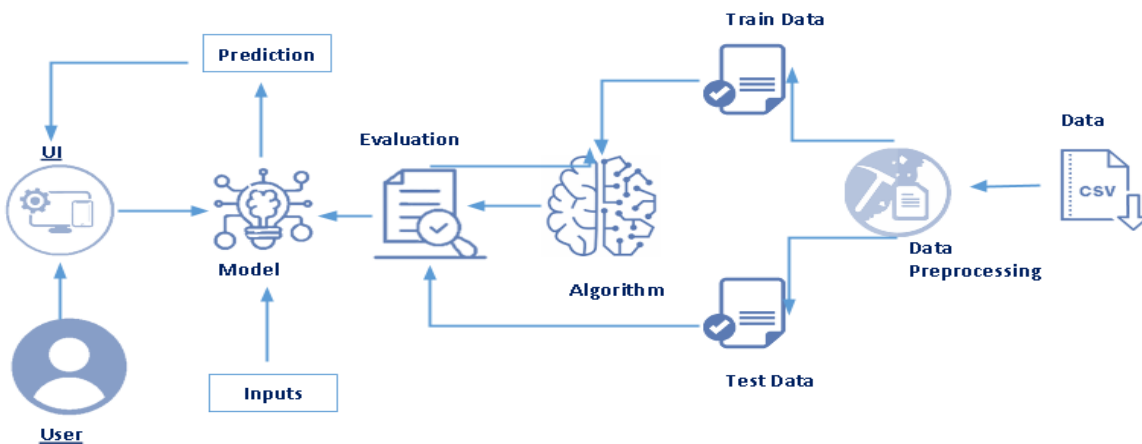 Train Data
Prediction
Evaluation
Data
UI
CSV
Model
Data
Preprocessing
Algorithm
Inputs
Test Data
User